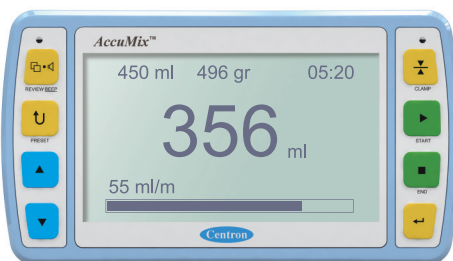 AccuMix™
450 ml 496 gr 05:20
356 ml
55 ml/m
Centron
REVIEW BEEP
PRESET
CLAMP
START
END